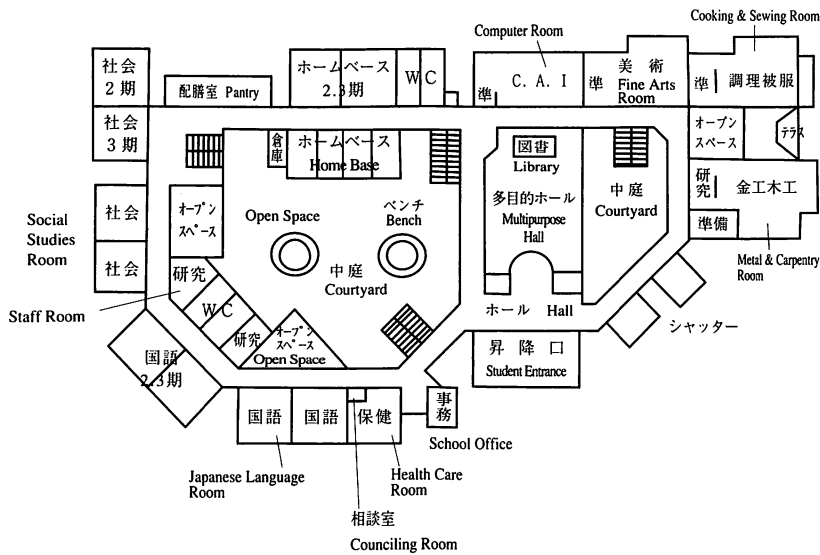 Cooking & Sewing Room
Computer Room
社会
2期
配膳室 Pantry
ホームベース
2.3期
W C
準
C. A. I
美 術
Fine Arts
Room
準
調理被服
社会
3期
倉庫
ホームベース
Home Base
図書
Library
オープン
スペース
テラス
研究
金工木工
準備
Metal & Carpentry
Room
社会
社会
Social
Studies
Room
オープン
スペース
Open Space
ベンチ
Bench
多目的ホール
Multipurpose
Hall
中庭
Courtyard
中庭
Courtyard
研究
W C
研究
Staff Room
オープン
スペース
Open Space
ホール Hall
シャッター
国語
2.3期
昇 降 口
Student Entrance
国語
国語
保健
事務
School Office
Japanese Language
Room
Health Care
Room
相談室
Counciling Room